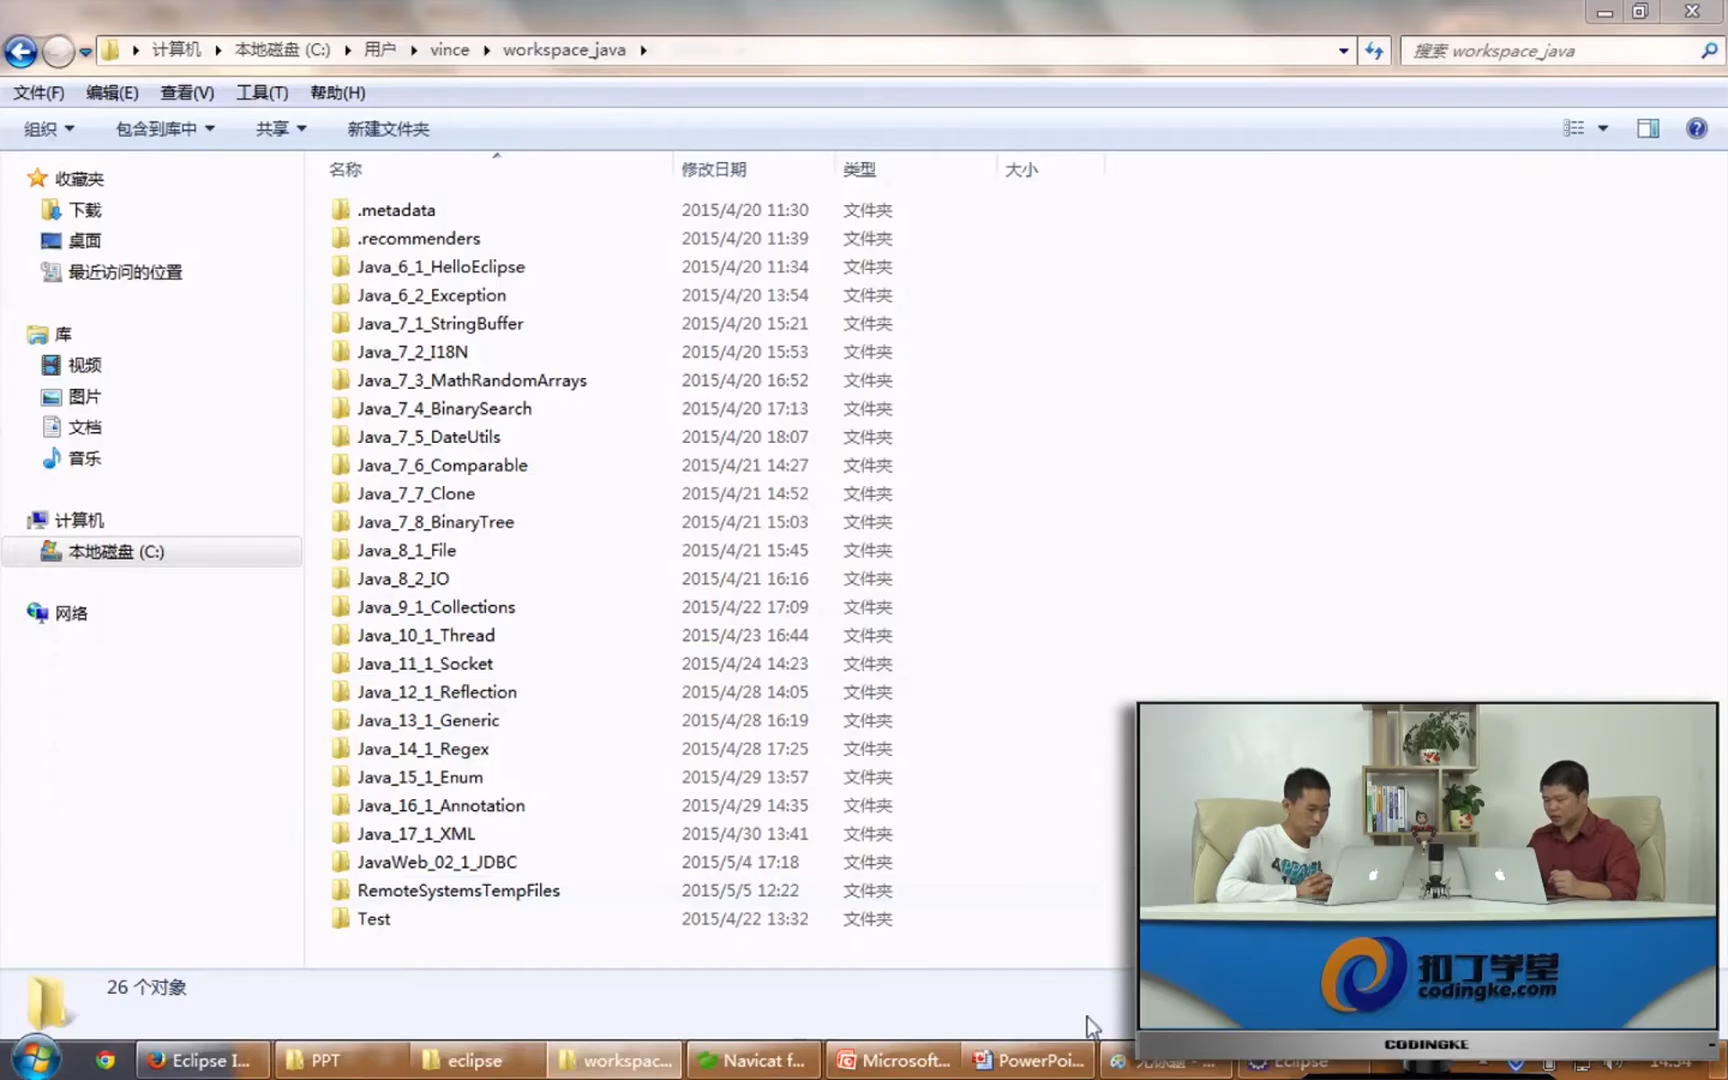 计算机 本地磁盘 (C:) 用户 vince workspace_java 搜索 workspace_java
文件(F) 编辑(E) 查看(V) 工具(T) 帮助(H)
组织 包含到库中 共享 新建文件夹
名称 修改日期 类型 大小
收藏夹
下载
桌面
最近访问的位置
库
视频
图片
文档
音乐
计算机
本地磁盘 (C:)
网络
.metadata 2015/4/20 11:30 文件夹
.recommenders 2015/4/20 11:39 文件夹
Java_6_1_HelloEclipse 2015/4/20 11:34 文件夹
Java_6_2_Exception 2015/4/20 13:54 文件夹
Java_7_1_StringBuffer 2015/4/20 15:21 文件夹
Java_7_2_I18N 2015/4/20 15:53 文件夹
Java_7_3_MathRandomArrays 2015/4/20 16:52 文件夹
Java_7_4_BinarySearch 2015/4/20 17:13 文件夹
Java_7_5_DateUtils 2015/4/20 18:07 文件夹
Java_7_6_Comparable 2015/4/21 14:27 文件夹
Java_7_7_Clone 2015/4/21 14:52 文件夹
Java_7_8_BinaryTree 2015/4/21 15:03 文件夹
Java_8_1_File 2015/4/21 15:45 文件夹
Java_8_2_IO 2015/4/21 16:16 文件夹
Java_9_1_Collections 2015/4/22 17:09 文件夹
Java_10_1_Thread 2015/4/23 16:44 文件夹
Java_11_1_Socket 2015/4/24 14:23 文件夹
Java_12_1_Reflection 2015/4/28 14:05 文件夹
Java_13_1_Generic 2015/4/28 16:19 文件夹
Java_14_1_Regex 2015/4/28 17:25 文件夹
Java_15_1_Enum 2015/4/29 13:57 文件夹
Java_16_1_Annotation 2015/4/29 14:35 文件夹
Java_17_1_XML 2015/4/30 13:41 文件夹
JavaWeb_02_1_JDBC 2015/5/4 17:18 文件夹
RemoteSystemsTempFiles 2015/5/5 12:22 文件夹
Test 2015/4/22 13:32 文件夹
26 个对象
扣丁学堂
codingke.com
CODINGKE
Eclipse I... PPT eclipse workspac... Navicat f... Microsoft... PowerPoi... Eclipse